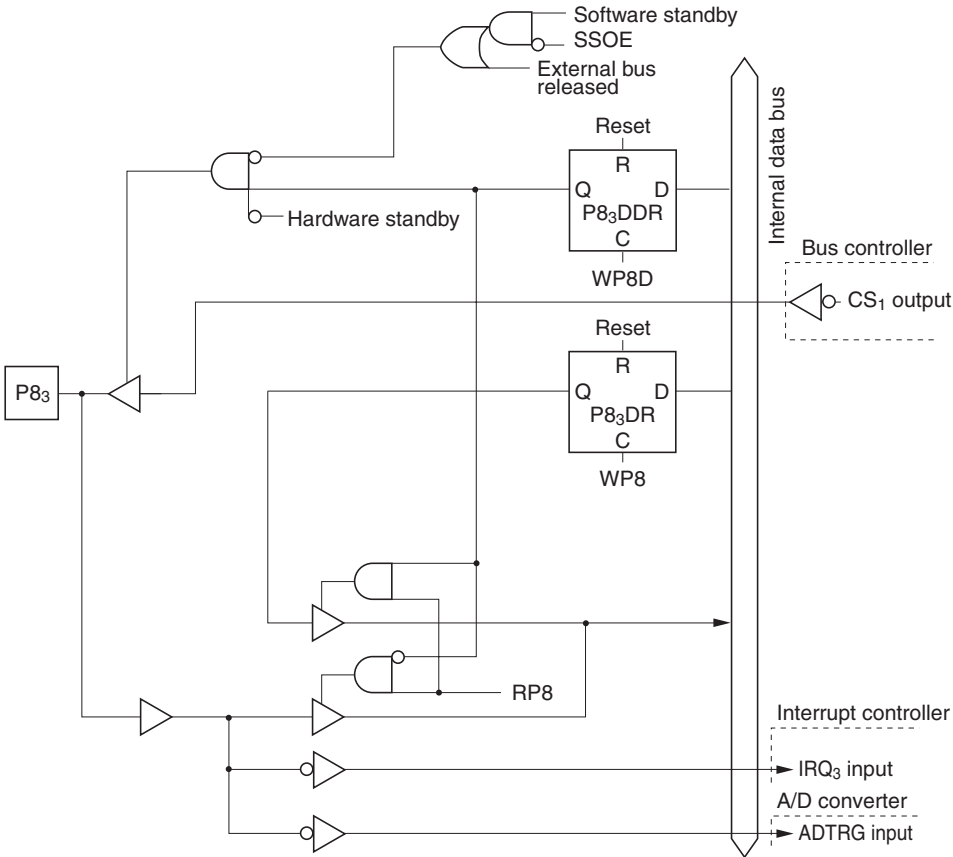 Software standby
SSOE
External bus
released
Internal data bus
Reset
R
Q D
P8₃DDR
C
WP8D
Hardware standby
Bus controller
CS₁ output
Reset
R
Q D
P8₃DR
C
WP8
P8₃
RP8
Interrupt controller
IRQ₃ input
A/D converter
ADTRG input